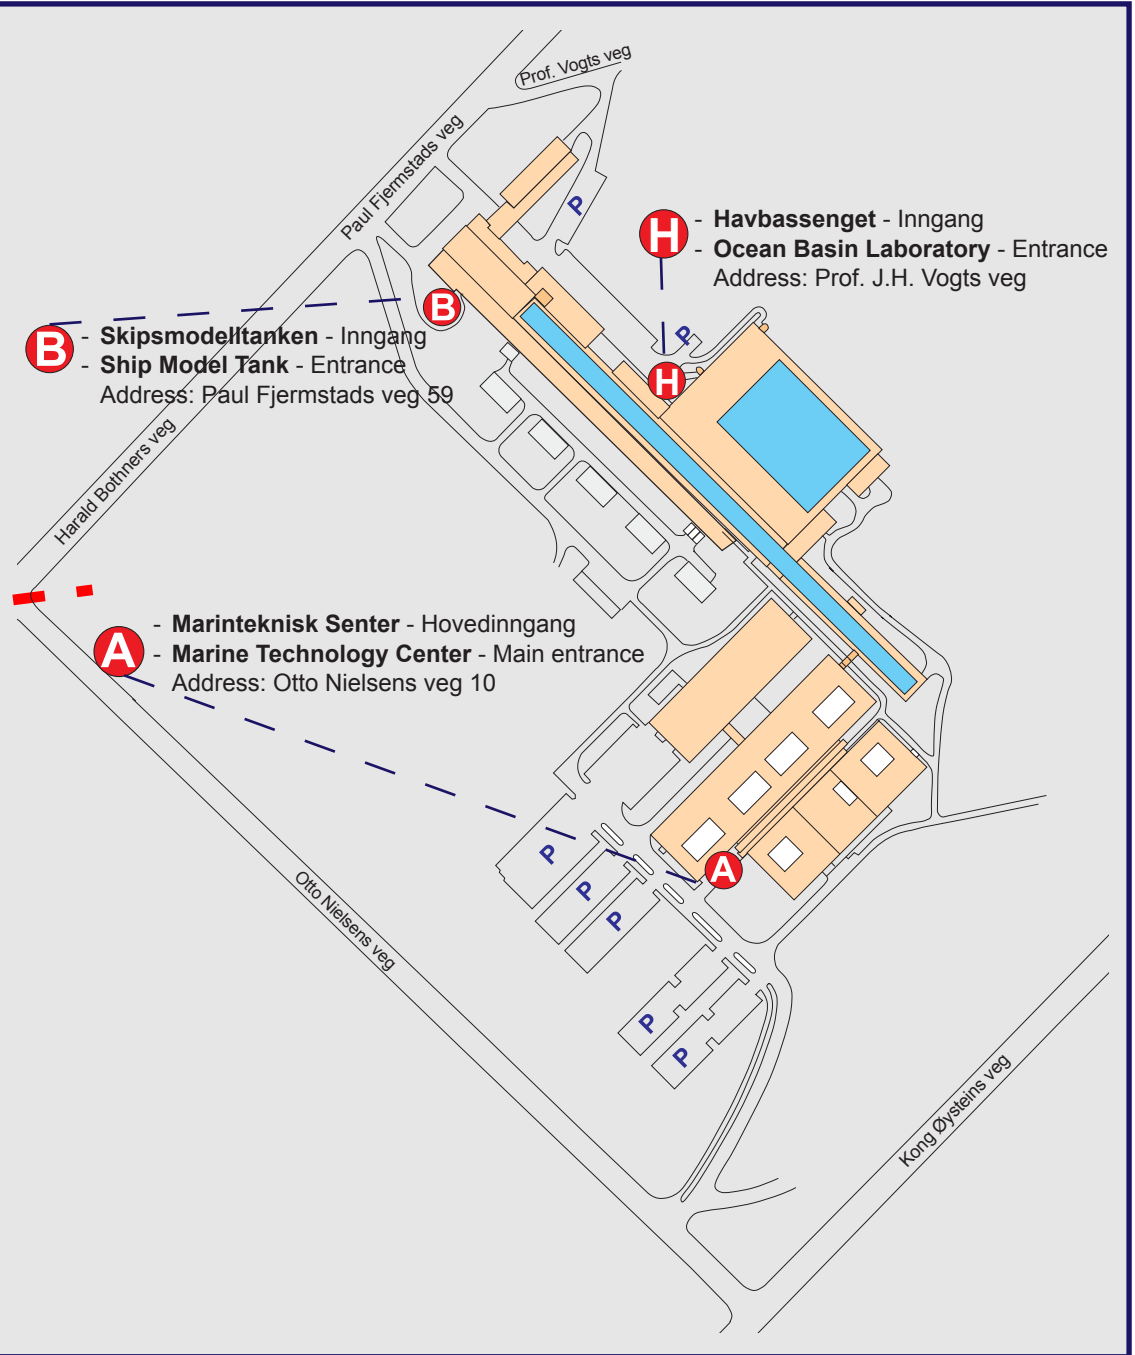 Prof. Vogts veg
Paul Fjermstads veg
P
H
- Havbassenget - Inngang
- Ocean Basin Laboratory - Entrance
Address: Prof. J.H. Vogts veg
B
B
- Skipsmodelltanken - Inngang
- Ship Model Tank - Entrance
Address: Paul Fjermstads veg 59
P
H
Harald Bothners veg
A
- Marinteknisk Senter - Hovedinngang
- Marine Technology Center - Main entrance
Address: Otto Nielsens veg 10
P
P
P
A
Otto Nielsens veg
P
P
Kong Øysteins veg